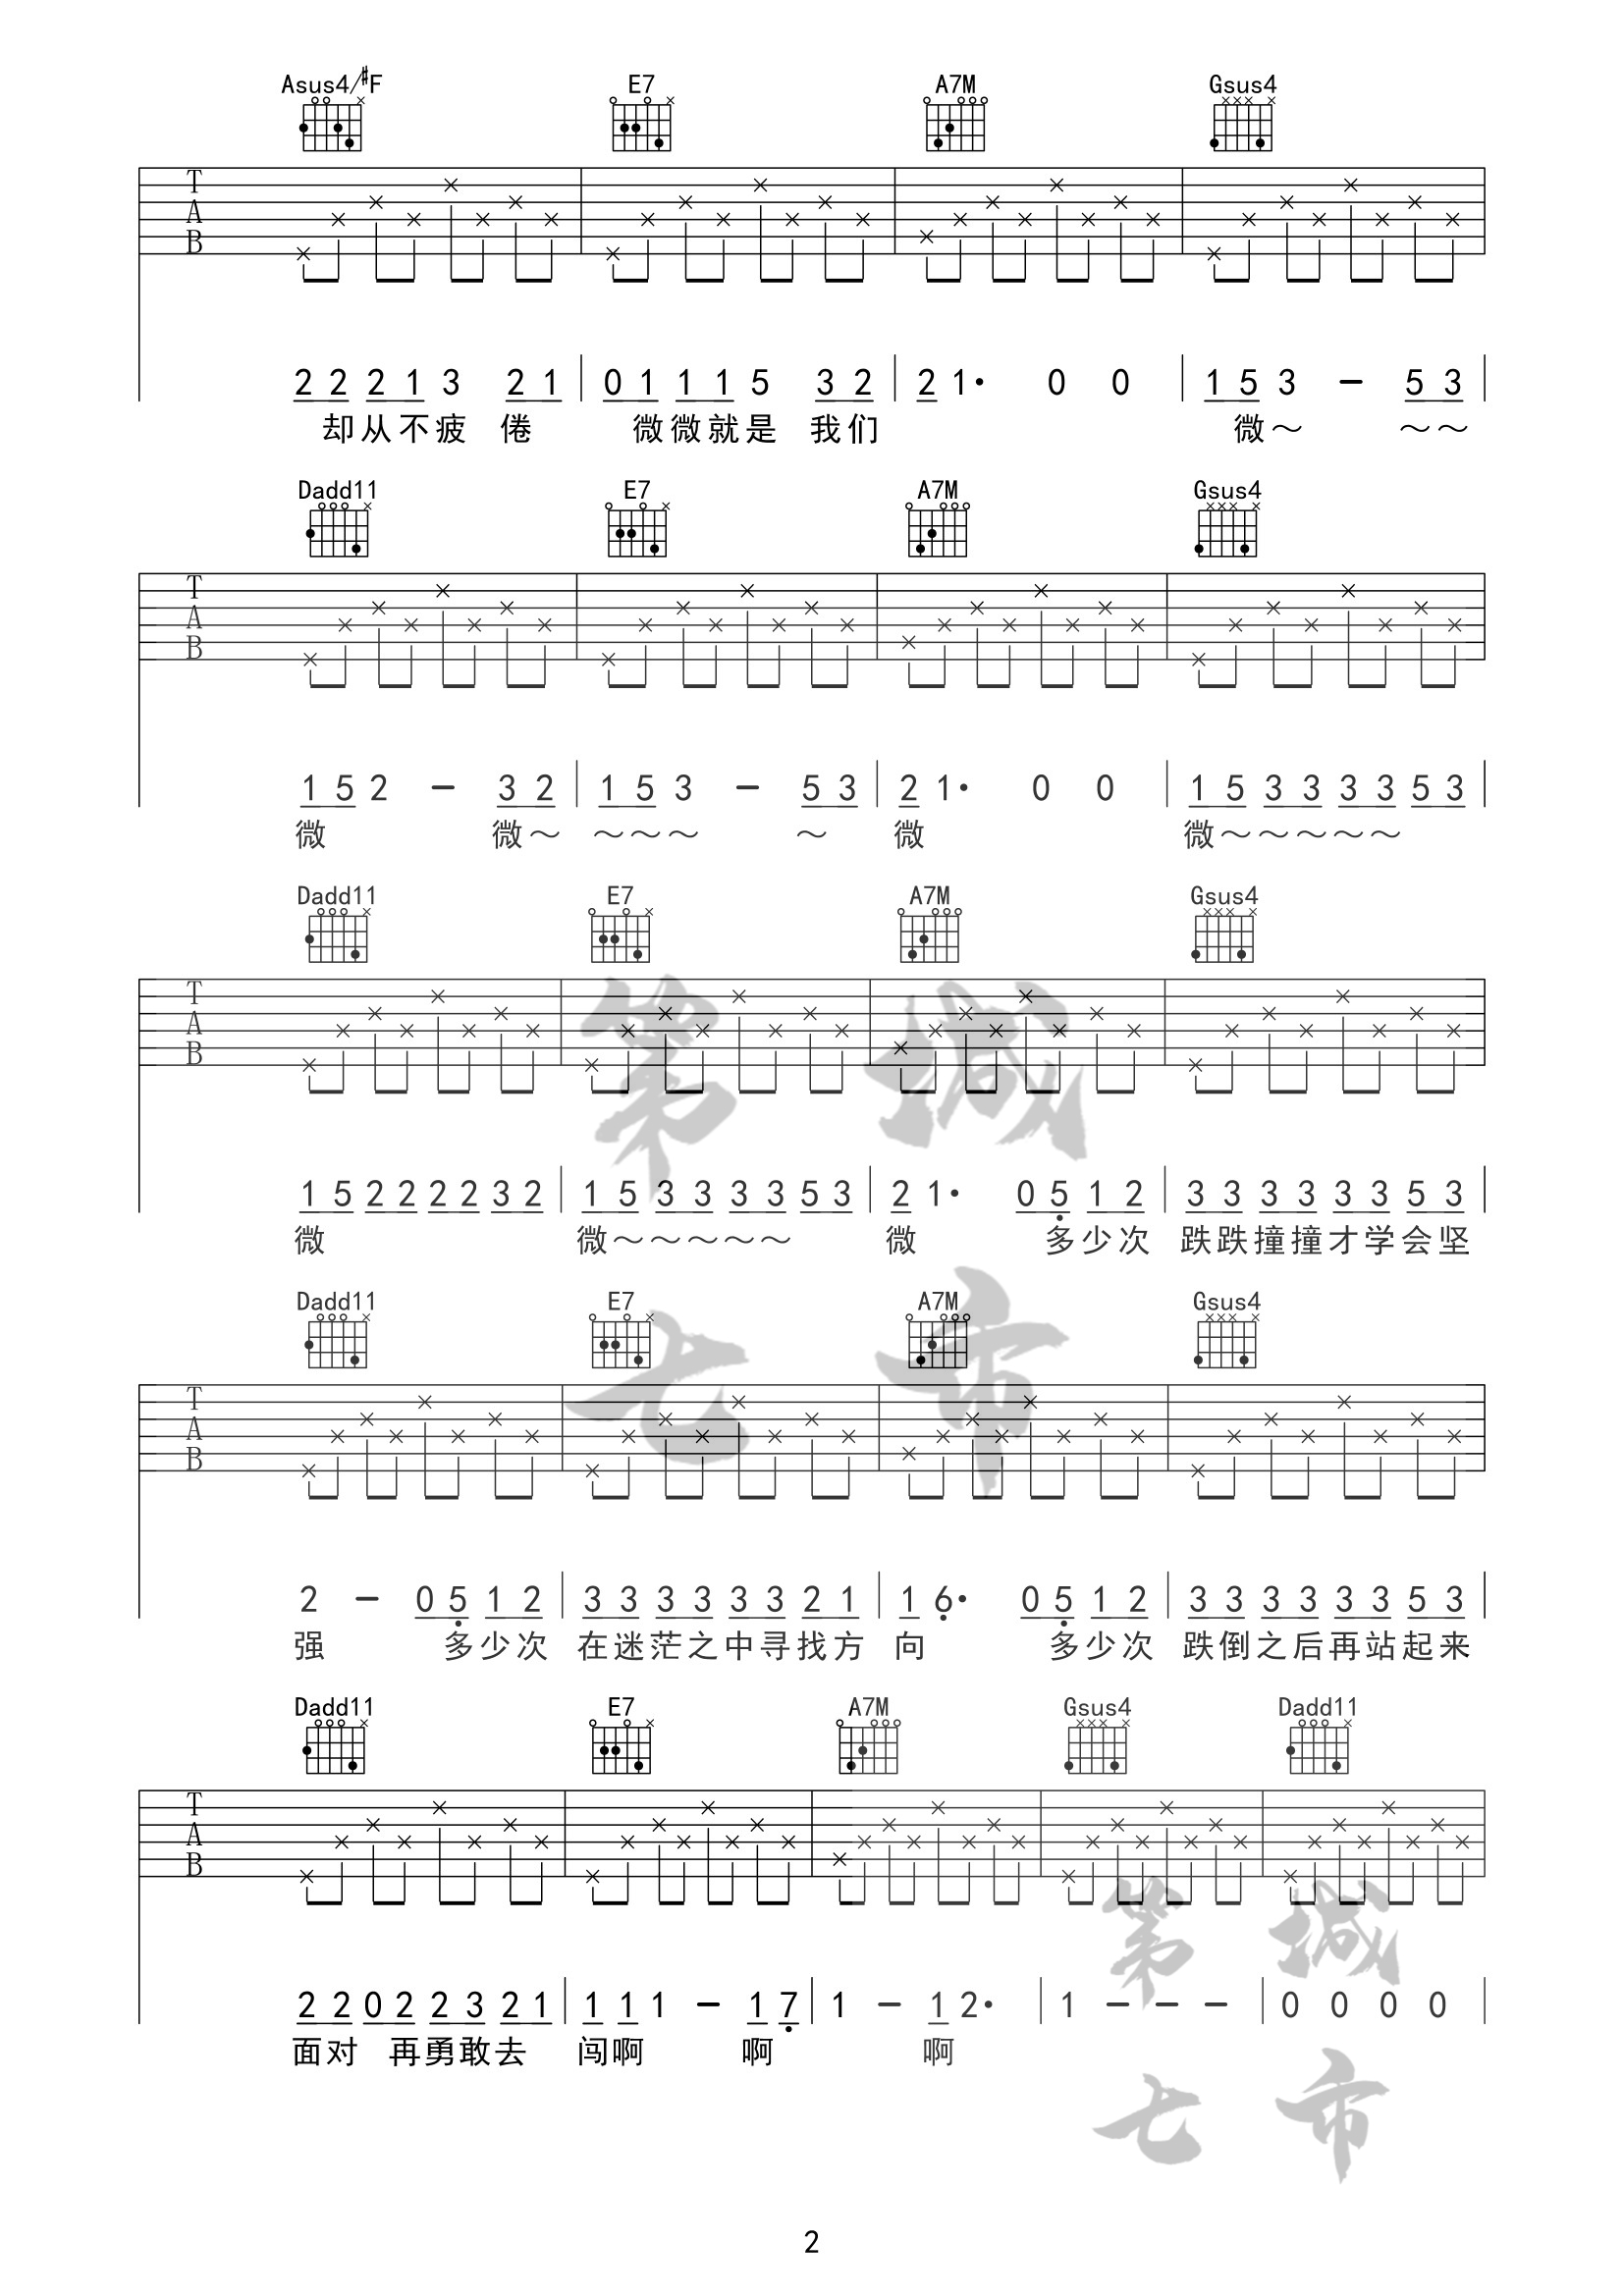 Asus4/#F E7 A7M Gsus4
T
A
B
2 2 2 1 3 2 1 | 0 1 1 1 5 3 2 | 2 1· 0 0 | 1 5 3 – 5 3
却从不疲倦 微微就是我们 微～ ～～
Dadd11 E7 A7M Gsus4
T
A
B
1 5 2 – 3 2 | 1 5 3 – 5 3 | 2 1· 0 0 | 1 5 3 3 3 3 5 3
微 微～ ～～～ ～ 微 微～～～～～
Dadd11 E7 A7M Gsus4
T
A
B
1 5 2 2 2 2 3 2 | 1 5 3 3 3 3 5 3 | 2 1· 0 5 1 2 | 3 3 3 3 3 3 5 3
微 微～～～～～ 微 多少次 跌跌撞撞才学会坚
Dadd11 E7 A7M Gsus4
T
A
B
2 – 0 5 1 2 | 3 3 3 3 3 3 2 1 | 1 6· 0 5 1 2 | 3 3 3 3 3 3 5 3
强 多少次 在迷茫之中寻找方 向 多少次 跌倒之后再站起来
Dadd11 E7 A7M Gsus4 Dadd11
T
A
B
2 2 0 2 2 3 2 1 | 1 1 1 – 1 7 | 1 – 1 2· | 1 – – – | 0 0 0 0
面对 再勇敢去 闯啊 啊 啊
第 城
七 市
第 城
七 市
2